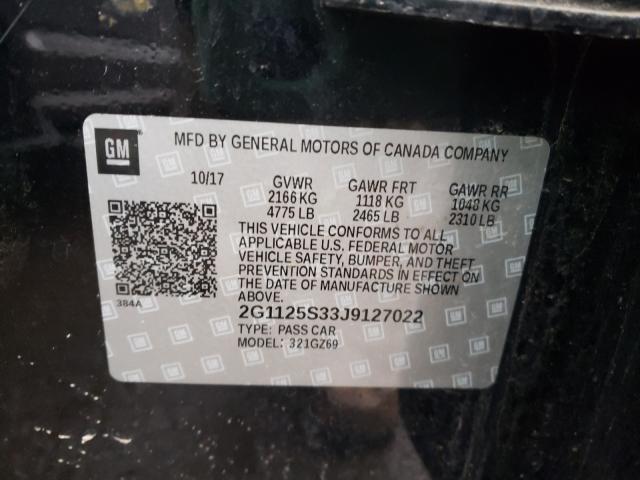 GM
MFD BY GENERAL MOTORS OF CANADA COMPANY
10/17 GVWR GAWR FRT GAWR RR
2166 KG 1118 KG 1048 KG
4775 LB 2465 LB 2310 LB
THIS VEHICLE CONFORMS TO ALL
APPLICABLE U.S. FEDERAL MOTOR
VEHICLE SAFETY, BUMPER, AND THEFT
PREVENTION STANDARDS IN EFFECT ON
THE DATE OF MANUFACTURE SHOWN
ABOVE.
384A
2G1125S33J9127022
TYPE: PASS CAR
MODEL: 321GZ69